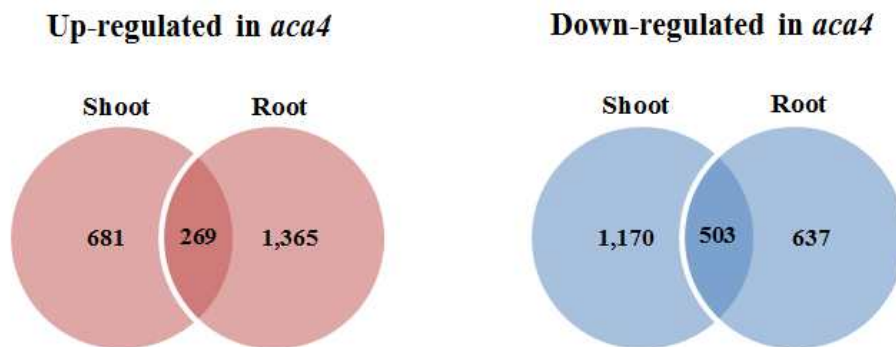 Up-regulated in aca4
Down-regulated in aca4
Shoot Root
Shoot Root
681 269 1,365
1,170 503 637